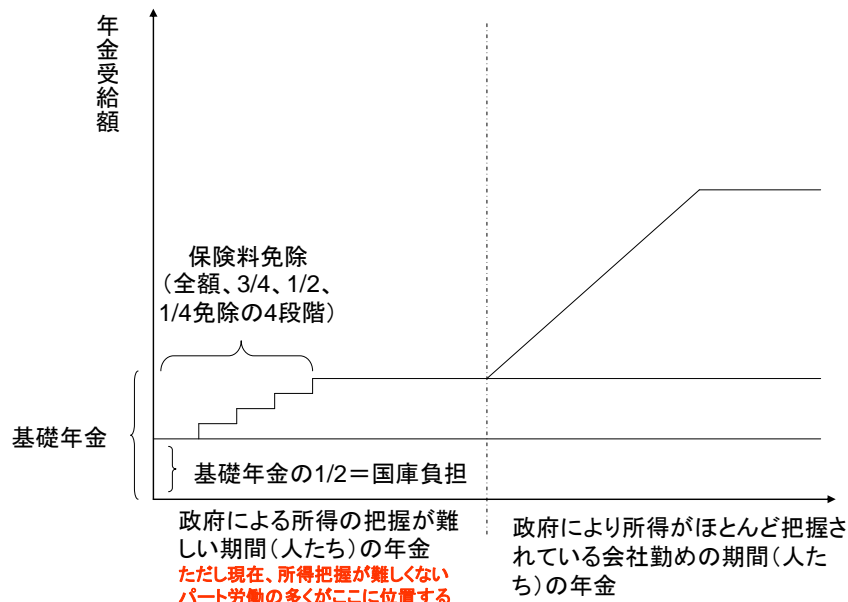 年金受給額
保険料免除
（全額、3/4、1/2、
1/4免除の4段階）
基礎年金
基礎年金の1/2＝国庫負担
政府による所得の把握が難
しい期間（人たち）の年金
ただし現在、所得把握が難しくない
パート労働の多くがここに位置する
政府により所得がほとんど把握さ
れている会社勤めの期間（人た
ち）の年金